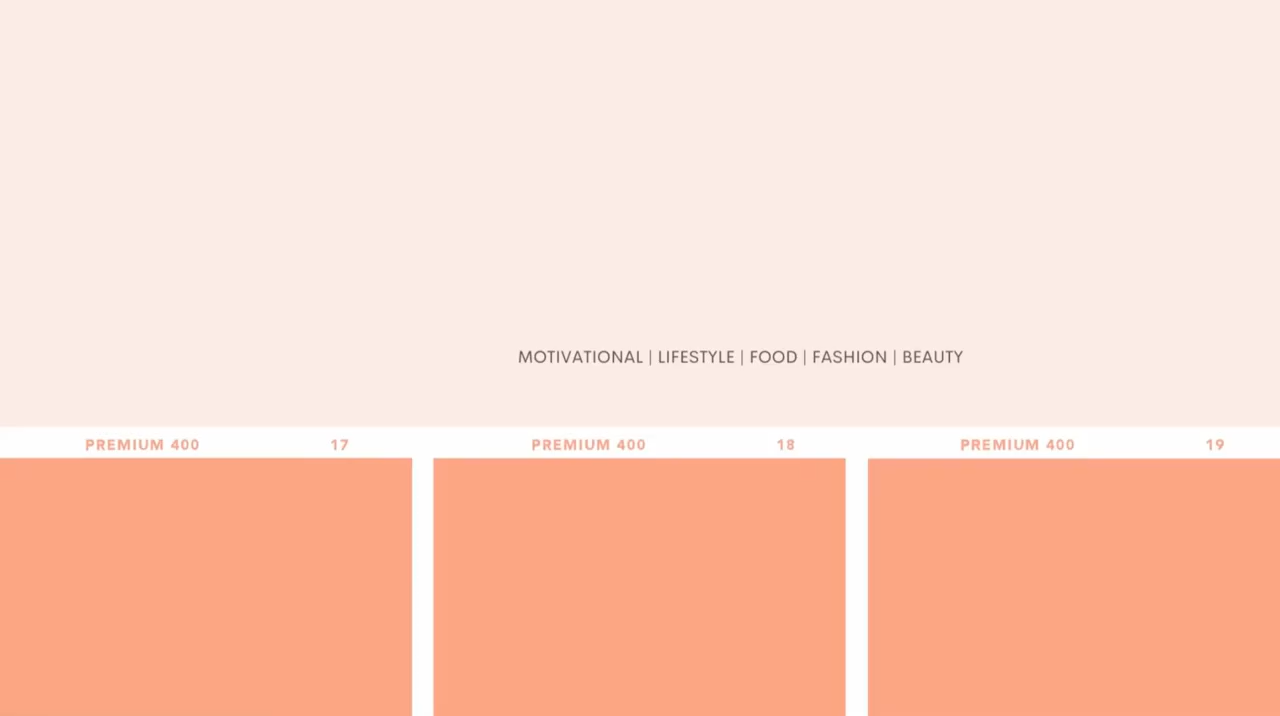 MOTIVATIONAL | LIFESTYLE | FOOD | FASHION | BEAUTY
PREMIUM 400 17 PREMIUM 400 18 PREMIUM 400 19